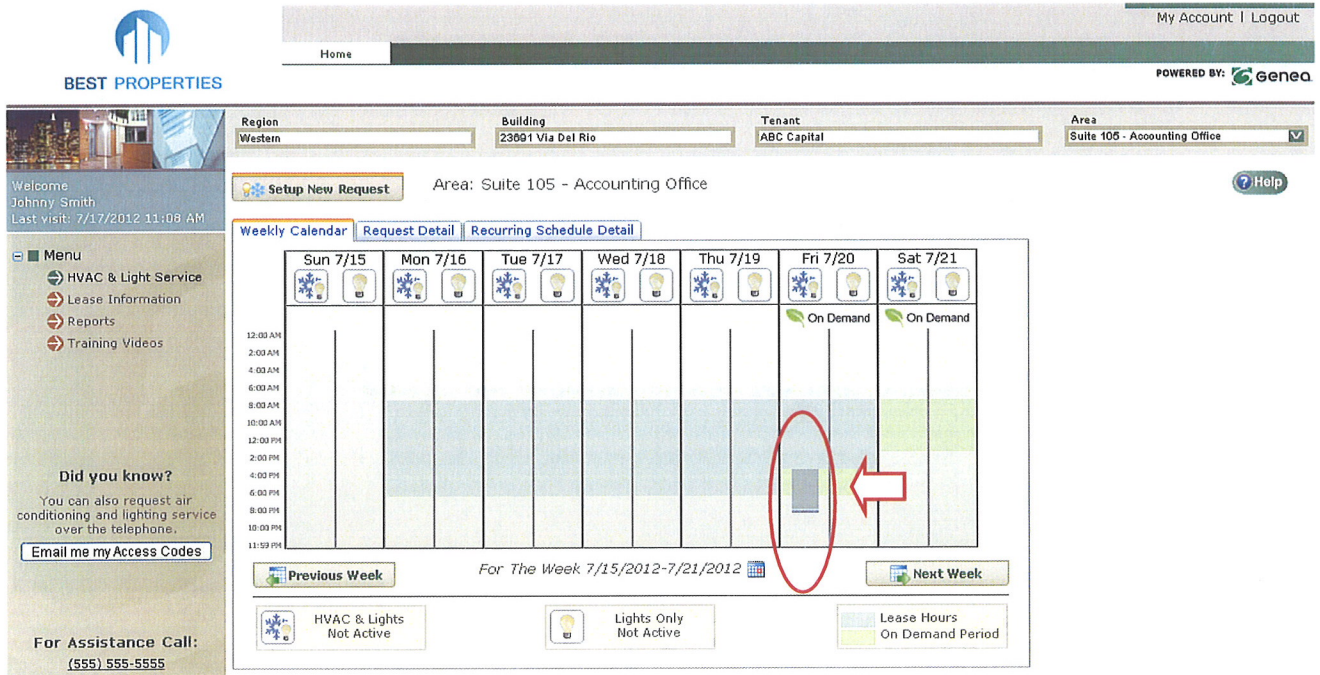 My Account | Logout
Home
BEST PROPERTIES
POWERED BY: Genea
Region
Building
Tenant
Area
Western
23691 Via Del Rio
ABC Capital
Suite 105 - Accounting Office
Welcome
Johnny Smith
Last visit: 7/17/2012 11:08 AM
Setup New Request
Area: Suite 105 - Accounting Office
Help
Weekly Calendar
Request Detail
Recurring Schedule Detail
Menu
HVAC & Light Service
Lease Information
Reports
Training Videos
Sun 7/15
Mon 7/16
Tue 7/17
Wed 7/18
Thu 7/19
Fri 7/20
Sat 7/21
On Demand
On Demand
12:00 AM
2:00 AM
4:00 AM
6:00 AM
8:00 AM
10:00 AM
12:00 PM
2:00 PM
4:00 PM
6:00 PM
8:00 PM
10:00 PM
11:59 PM
Did you know?
You can also request air
conditioning and lighting service
over the telephone.
Email me my Access Codes
Previous Week
For The Week 7/15/2012-7/21/2012
Next Week
HVAC & Lights
Not Active
Lights Only
Not Active
Lease Hours
On Demand Period
For Assistance Call:
(555) 555-5555